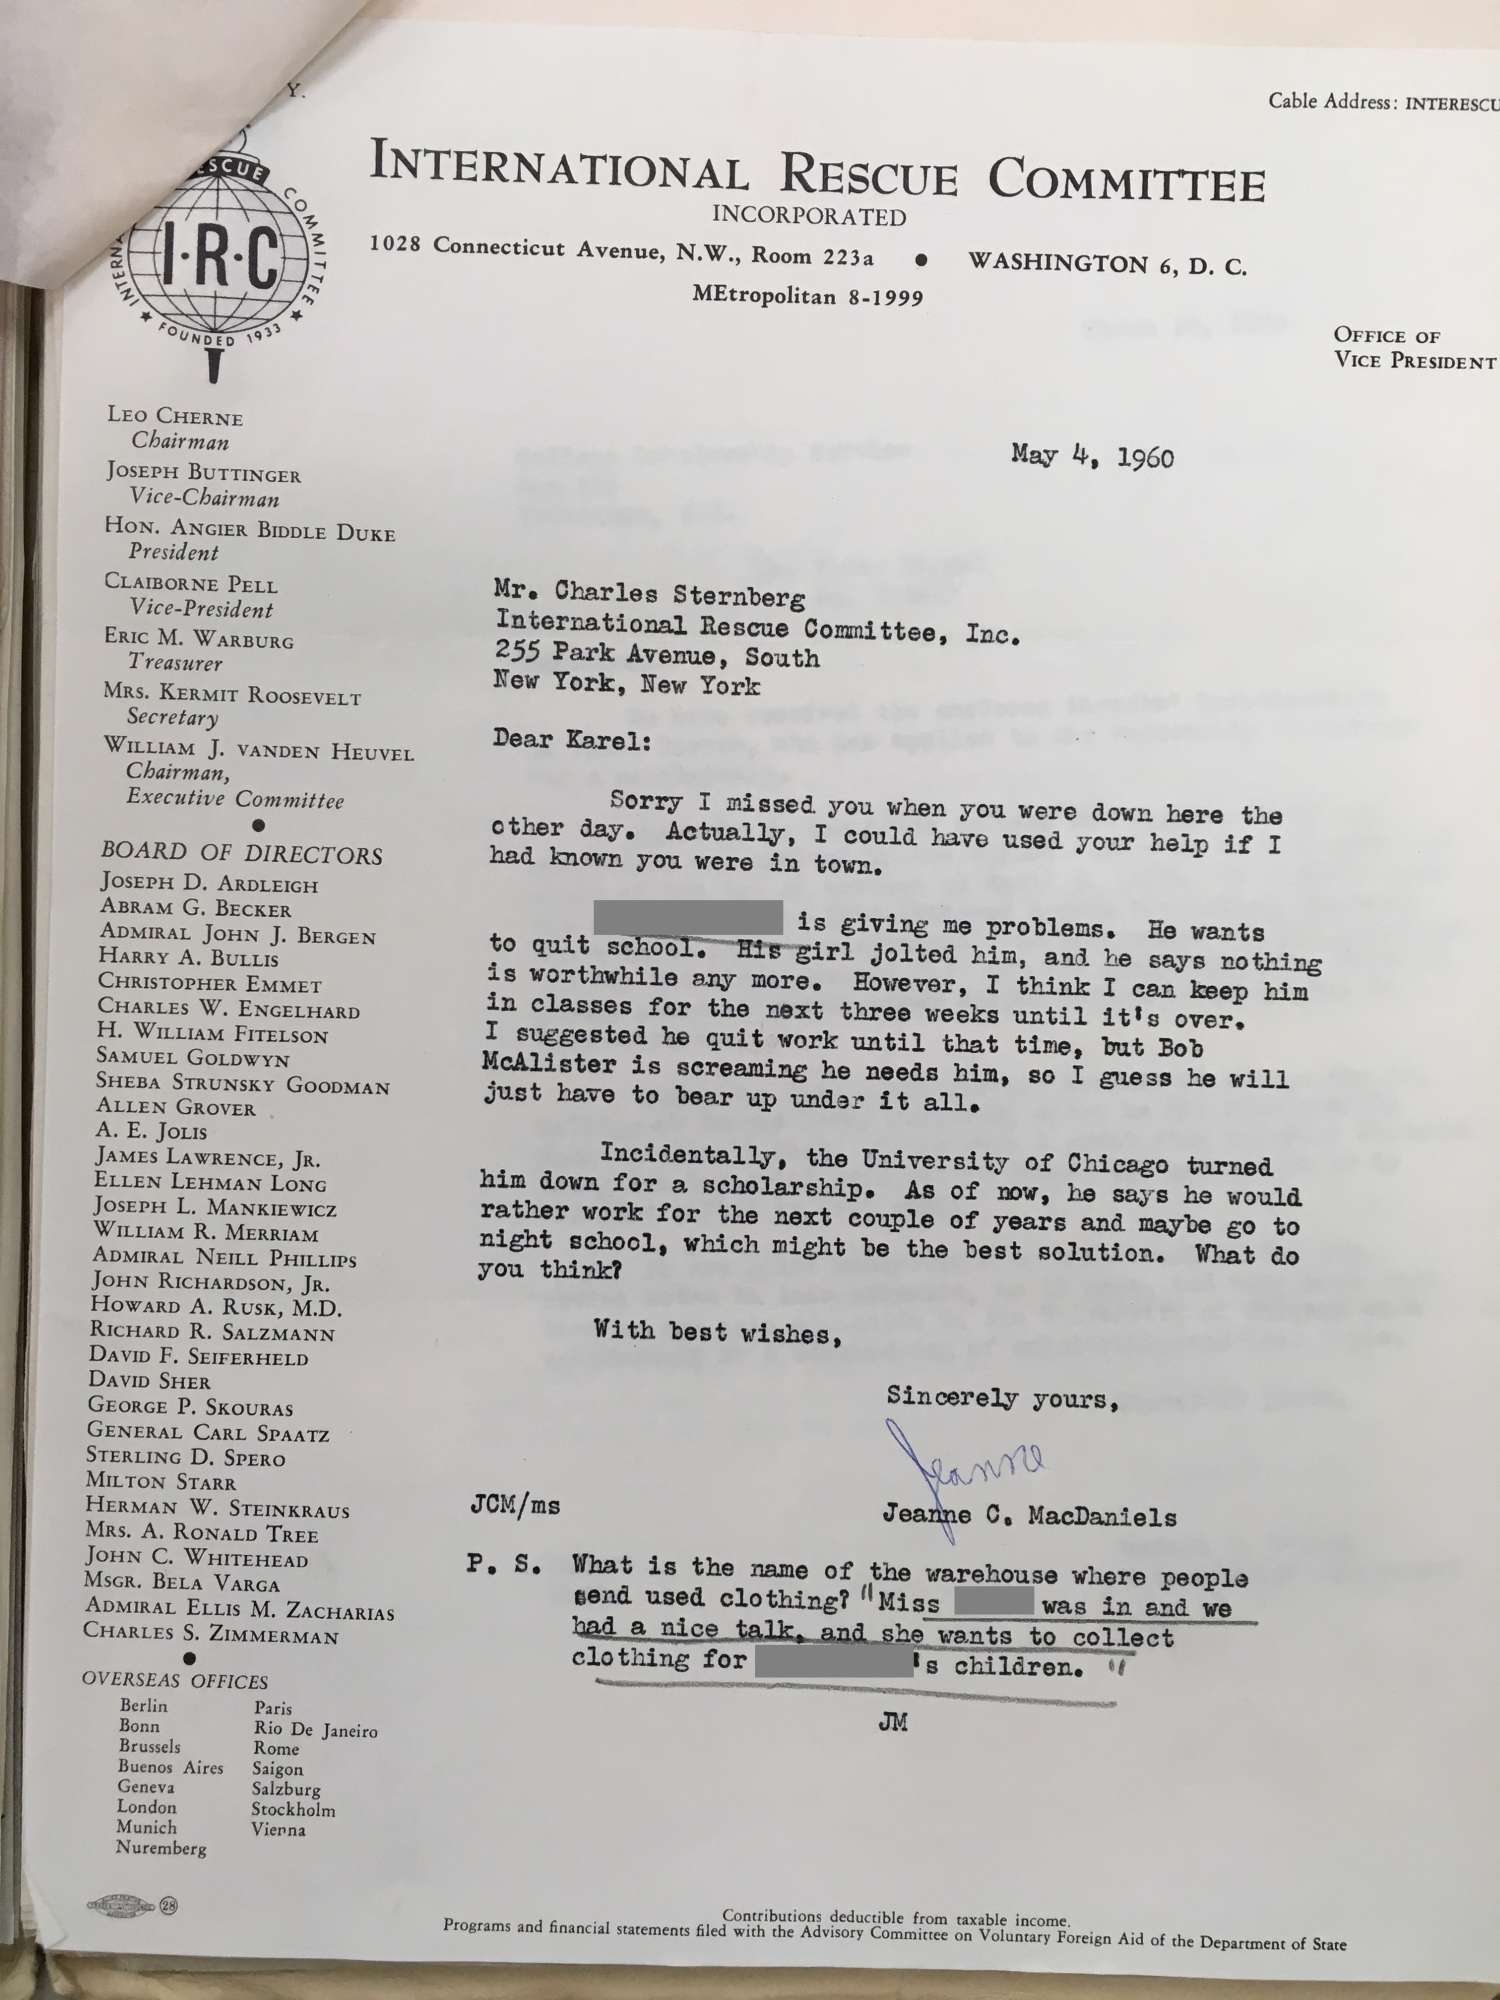 Y.
Cable Address: INTERESCU
INTERNATIONAL RESCUE COMMITTEE
INCORPORATED
1028 Connecticut Avenue, N.W., Room 223a • WASHINGTON 6, D. C.
MEtropolitan 8-1999
ESCUE COMMITTEE
INTERN
I·R·C
★ FOUNDED 1933 ★
OFFICE OF
VICE PRESIDENT
LEO CHERNE
Chairman
JOSEPH BUTTINGER
Vice-Chairman
HON. ANGIER BIDDLE DUKE
President
CLAIBORNE PELL
Vice-President
ERIC M. WARBURG
Treasurer
MRS. KERMIT ROOSEVELT
Secretary
WILLIAM J. VANDEN HEUVEL
Chairman,
Executive Committee
•
BOARD OF DIRECTORS
JOSEPH D. ARDLEIGH
ABRAM G. BECKER
ADMIRAL JOHN J. BERGEN
HARRY A. BULLIS
CHRISTOPHER EMMET
CHARLES W. ENGELHARD
H. WILLIAM FITELSON
SAMUEL GOLDWYN
SHEBA STRUNSKY GOODMAN
ALLEN GROVER
A. E. JOLIS
JAMES LAWRENCE, JR.
ELLEN LEHMAN LONG
JOSEPH L. MANKIEWICZ
WILLIAM R. MERRIAM
ADMIRAL NEILL PHILLIPS
JOHN RICHARDSON, JR.
HOWARD A. RUSK, M.D.
RICHARD R. SALZMANN
DAVID F. SEIFERHELD
DAVID SHER
GEORGE P. SKOURAS
GENERAL CARL SPAATZ
STERLING D. SPERO
MILTON STARR
HERMAN W. STEINKRAUS
MRS. A. RONALD TREE
JOHN C. WHITEHEAD
MSGR. BELA VARGA
ADMIRAL ELLIS M. ZACHARIAS
CHARLES S. ZIMMERMAN
•
OVERSEAS OFFICES
Berlin Paris
Bonn Rio De Janeiro
Brussels Rome
Buenos Aires Saigon
Geneva Salzburg
London Stockholm
Munich Vienna
Nuremberg
May 4, 1960
Mr. Charles Sternberg
International Rescue Committee, Inc.
255 Park Avenue, South
New York, New York
Dear Karel:
Sorry I missed you when you were down here the
other day. Actually, I could have used your help if I
had known you were in town.
is giving me problems. He wants
to quit school. His girl jolted him, and he says nothing
is worthwhile any more. However, I think I can keep him
in classes for the next three weeks until it's over.
I suggested he quit work until that time, but Bob
McAlister is screaming he needs him, so I guess he will
just have to bear up under it all.
Incidentally, the University of Chicago turned
him down for a scholarship. As of now, he says he would
rather work for the next couple of years and maybe go to
night school, which might be the best solution. What do
you think?
With best wishes,
Sincerely yours,
Jeanne
JCM/ms Jeanne C. MacDaniels
P. S. What is the name of the warehouse where people
send used clothing? "Miss was in and we
had a nice talk, and she wants to collect
clothing for 's children. "
JM
28
Contributions deductible from taxable income.
Programs and financial statements filed with the Advisory Committee on Voluntary Foreign Aid of the Department of State